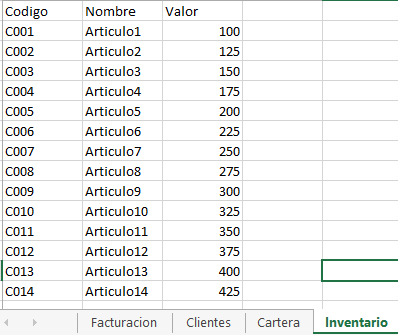 Codigo Nombre Valor
C001 Articulo1 100
C002 Articulo2 125
C003 Articulo3 150
C004 Articulo4 175
C005 Articulo5 200
C006 Articulo6 225
C007 Articulo7 250
C008 Articulo8 275
C009 Articulo9 300
C010 Articulo10 325
C011 Articulo11 350
C012 Articulo12 375
C013 Articulo13 400
C014 Articulo14 425
Facturacion Clientes Cartera Inventario